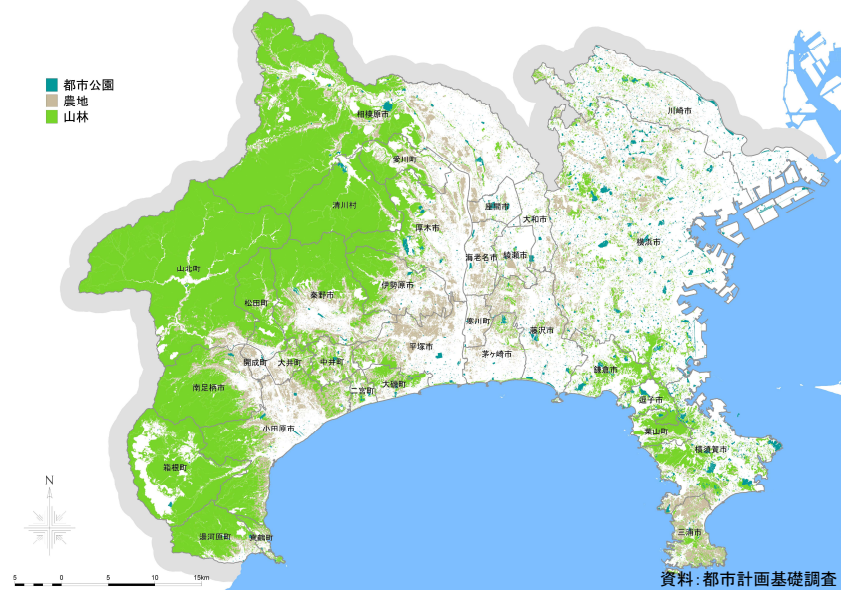 都市公園
農地
山林
川崎市
相模原市
愛川町
清川村
座間市
大和市
厚木市
横浜市
海老名市
綾瀬市
山北町
伊勢原市
秦野市
松田町
寒川町
藤沢市
平塚市
茅ヶ崎市
開成町
大井町
中井町
鎌倉市
大磯町
二宮町
南足柄市
逗子市
小田原市
葉山町
横須賀市
箱根町
N
湯河原町
真鶴町
三浦市
5 0 5 10 15km
資料:都市計画基礎調査